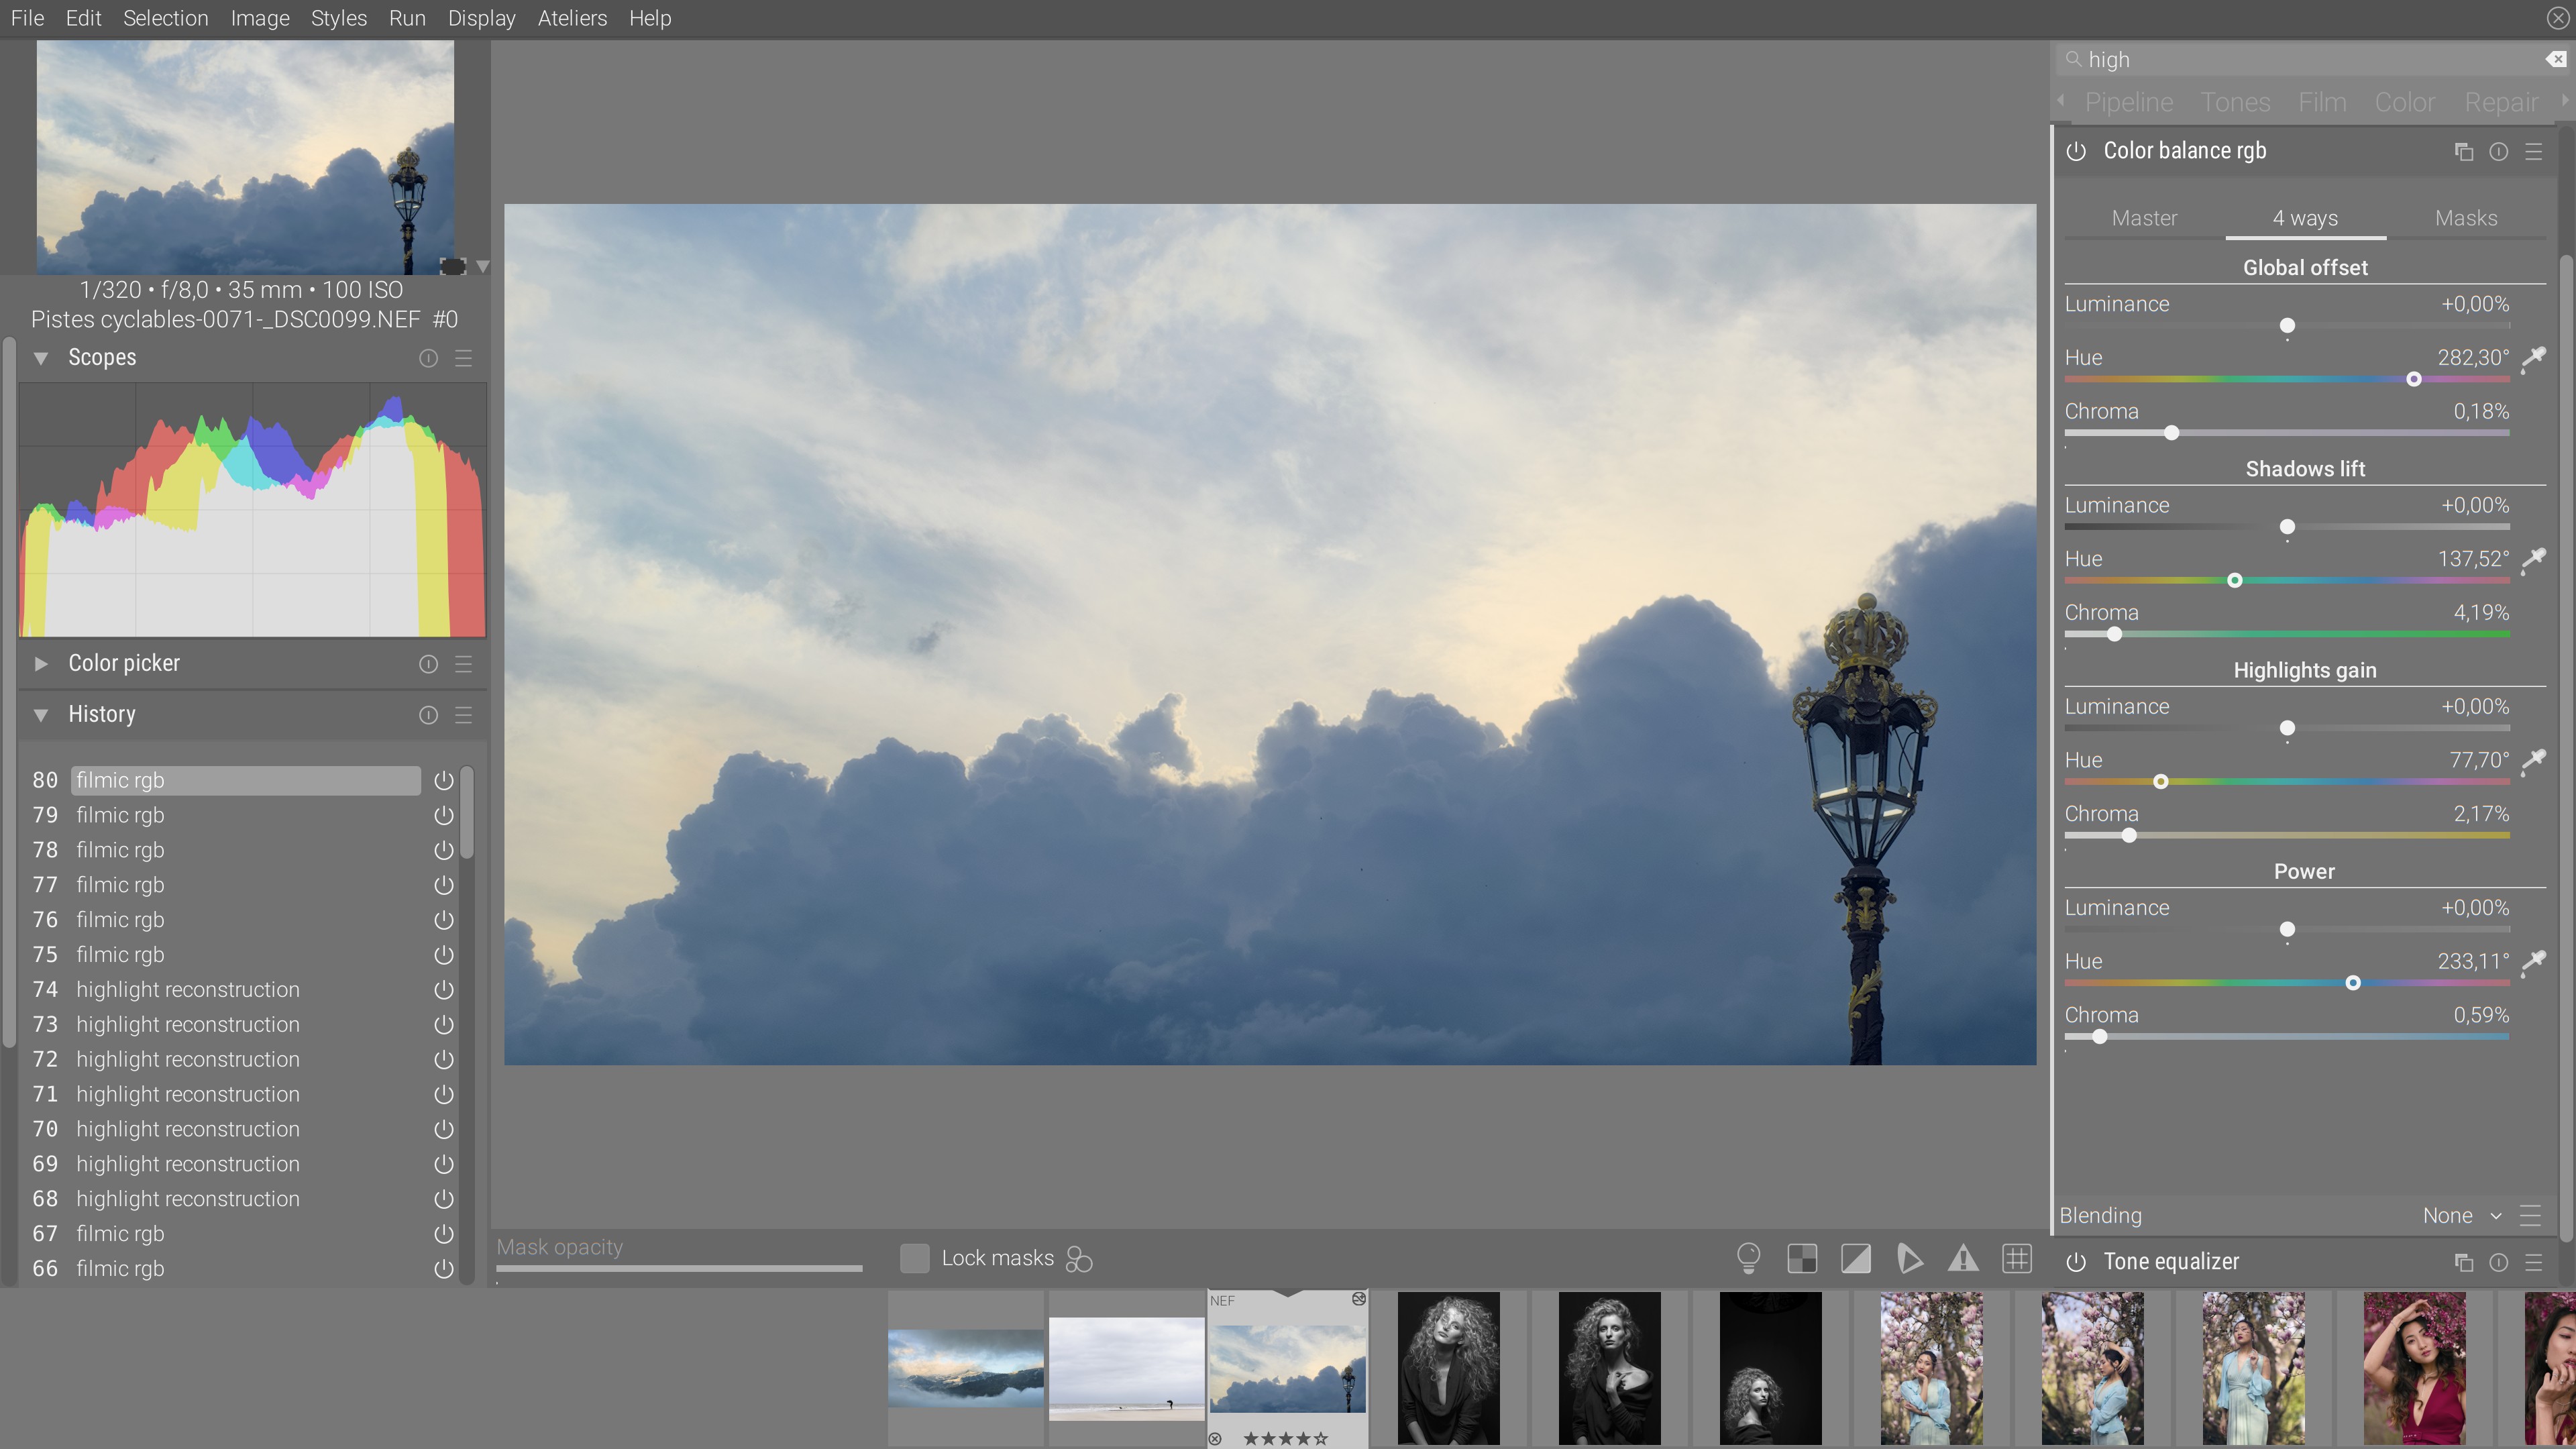 File Edit Selection Image Styles Run Display Ateliers Help
1/320 • f/8,0 • 35 mm • 100 ISO
Pistes cyclables-0071-_DSC0099.NEF #0
Scopes
Color picker
History
80 filmic rgb
79 filmic rgb
78 filmic rgb
77 filmic rgb
76 filmic rgb
75 filmic rgb
74 highlight reconstruction
73 highlight reconstruction
72 highlight reconstruction
71 highlight reconstruction
70 highlight reconstruction
69 highlight reconstruction
68 highlight reconstruction
67 filmic rgb
66 filmic rgb
Mask opacity
Lock masks
high
Pipeline Tones Film Color Repair
Color balance rgb
Master 4 ways Masks
Global offset
Luminance +0,00%
Hue 282,30°
Chroma 0,18%
Shadows lift
Luminance +0,00%
Hue 137,52°
Chroma 4,19%
Highlights gain
Luminance +0,00%
Hue 77,70°
Chroma 2,17%
Power
Luminance +0,00%
Hue 233,11°
Chroma 0,59%
Blending None
Tone equalizer
NEF